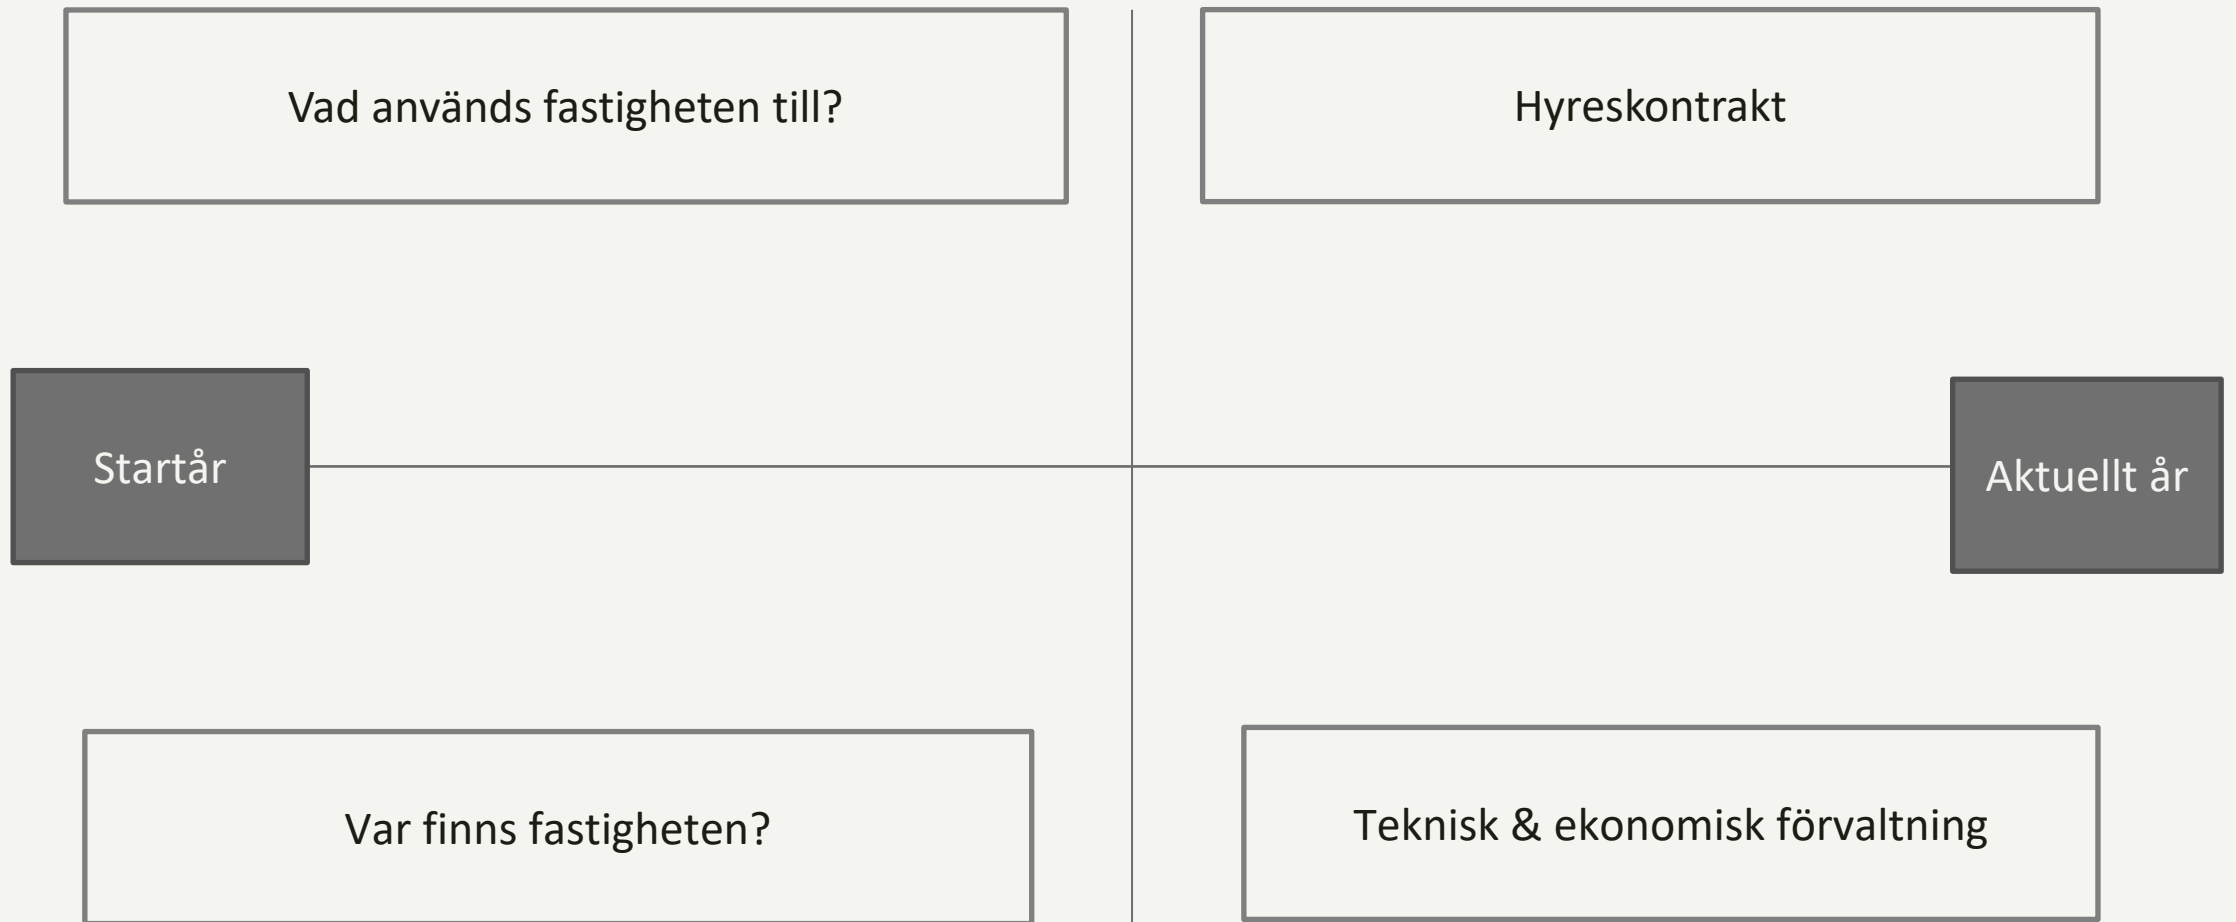 Vad används fastigheten till?
Hyreskontrakt
Startår
Aktuellt år
Var finns fastigheten?
Teknisk & ekonomisk förvaltning